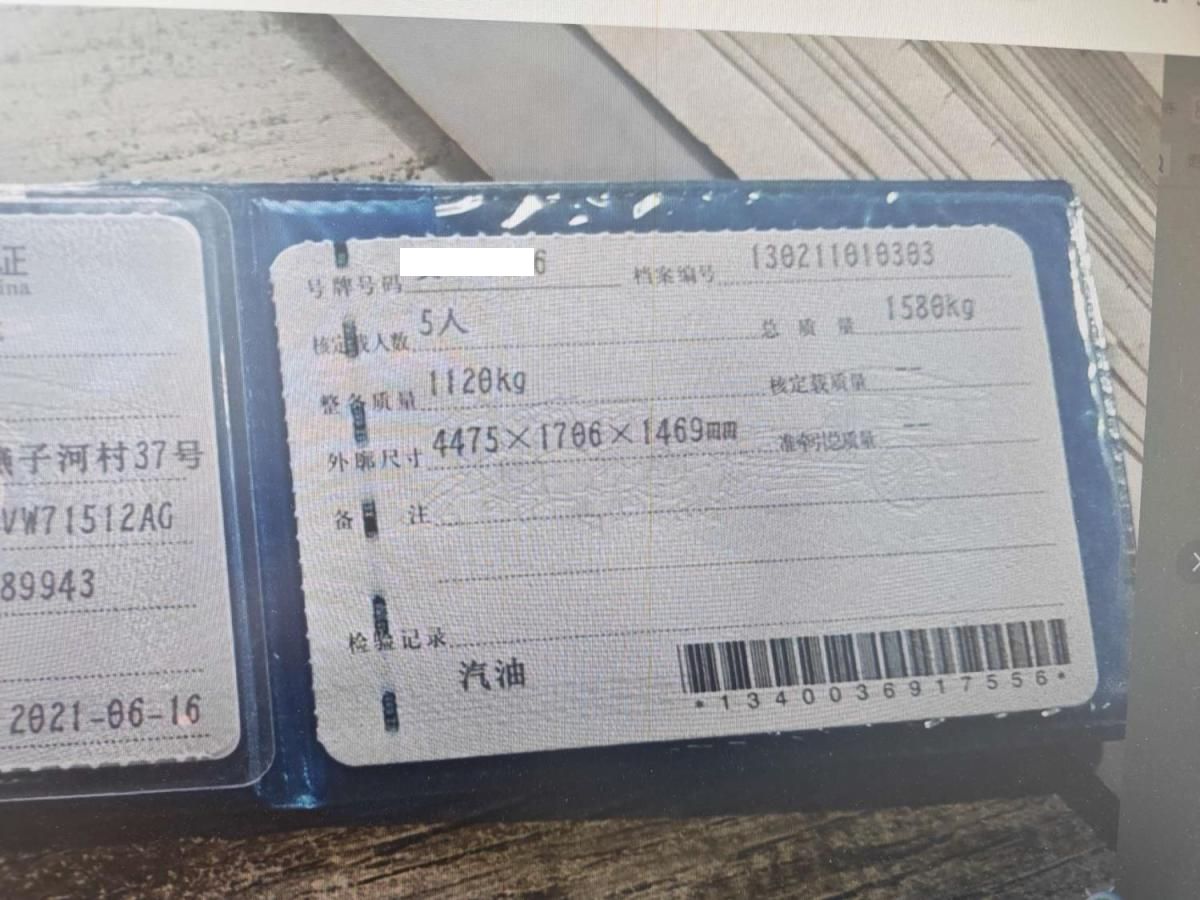 证
ina
子河村37号
VW71512AG
89943
2021-06-16
号牌号码 6 档案编号 130211010303
核定载人数 5人 总质量 1580kg
整备质量 1120kg 核定载质量 --
外廓尺寸 4475×1706×1469mm 准牵引总质量 --
备注
检验记录
汽油
*1340036917556*